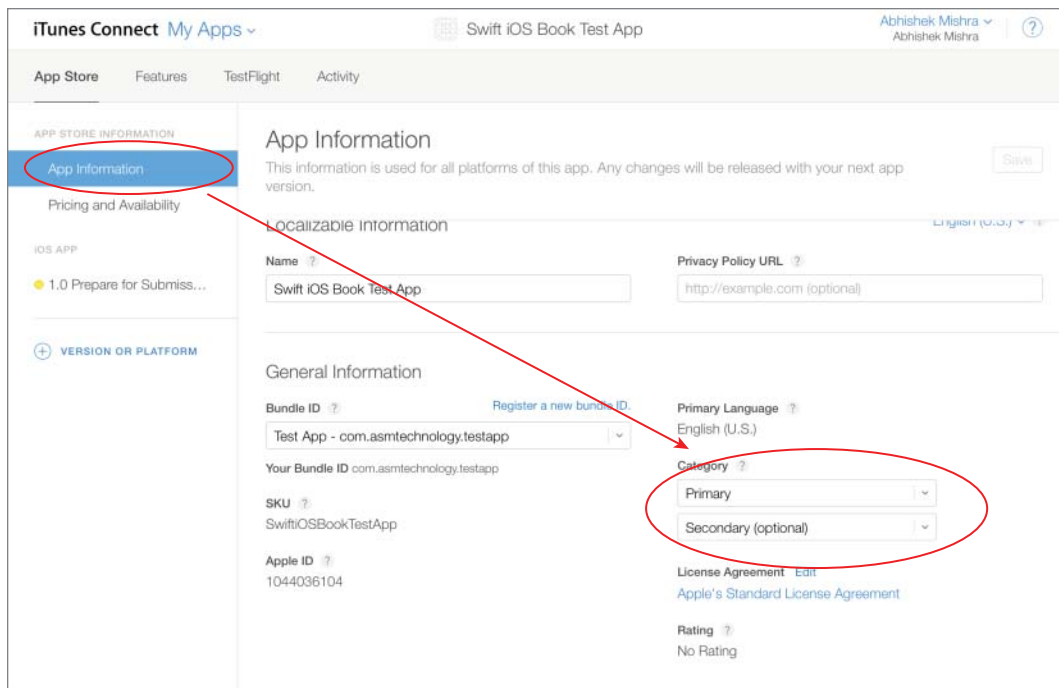 iTunes Connect My Apps
Swift iOS Book Test App
Abhishek Mishra
Abhishek Mishra
?
App Store Features TestFlight Activity
APP STORE INFORMATION
App Information
Pricing and Availability
iOS APP
1.0 Prepare for Submiss...
VERSION OR PLATFORM
App Information
This information is used for all platforms of this app. Any changes will be released with your next app
version.
Save
Localizable Information
English (U.S.)
Name ?
Swift iOS Book Test App
Privacy Policy URL ?
http://example.com (optional)
General Information
Bundle ID ? Register a new bundle ID.
Test App - com.asmtechnology.testapp
Your Bundle ID com.asmtechnology.testapp
SKU ?
SwiftiOSBookTestApp
Apple ID ?
1044036104
Primary Language ?
English (U.S.)
Category ?
Primary
Secondary (optional)
License Agreement Edit
Apple's Standard License Agreement
Rating ?
No Rating